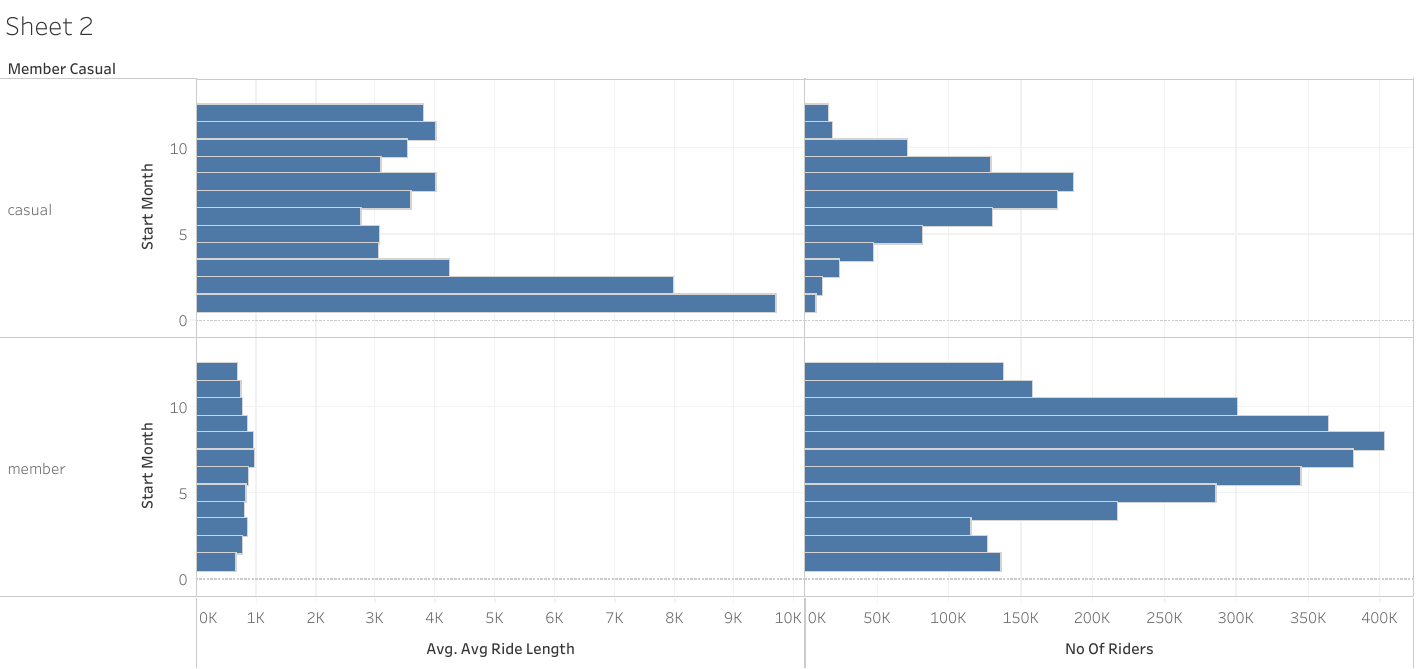 Sheet 2
Member Casual
casual
Start Month
10
5
0
member
Start Month
10
5
0
0K 1K 2K 3K 4K 5K 6K 7K 8K 9K 10K 0K 50K 100K 150K 200K 250K 300K 350K 400K
Avg. Avg Ride Length No Of Riders